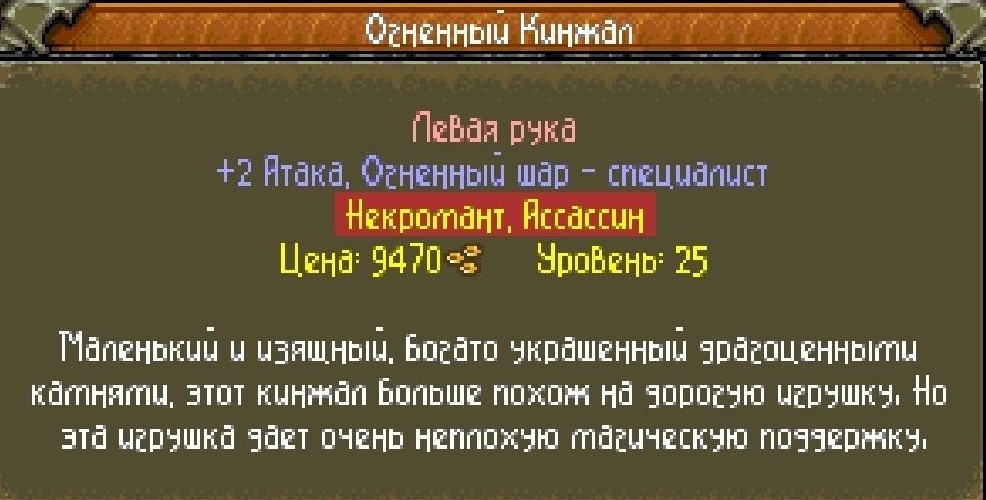 Огненный Кинжал
Левая рука
+2 Атака, Огненный шар - специалист
Некромант, Ассассин
Цена: 9470 Уровень: 25
Маленький и изящный, богато украшенный драгоценными
камнями, этот кинжал больше похож на дорогую игрушку. Но
эта игрушка дает очень неплохую магическую поддержку.